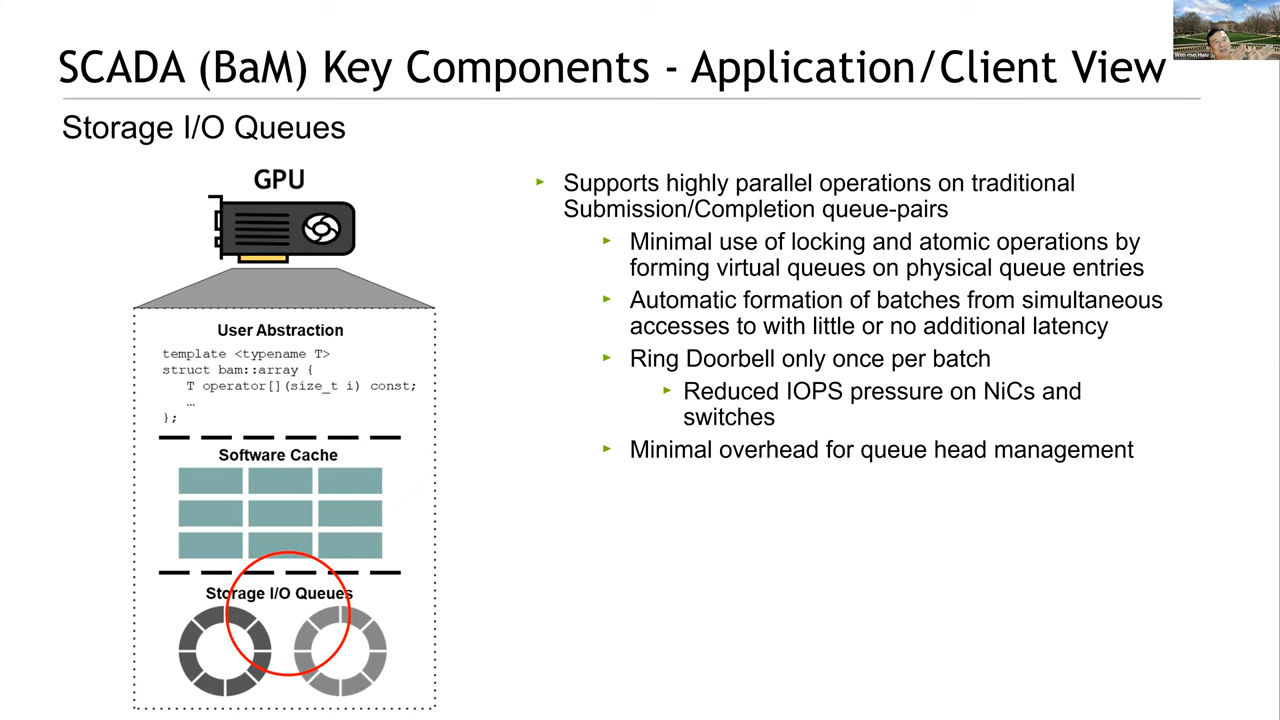 SCADA (BaM) Key Components - Application/Client View
Storage I/O Queues
GPU
User Abstraction
template <typename T>
struct bam::array {
T operator[](size_t i) const;
…
};
Software Cache
Storage I/O Queues
Supports highly parallel operations on traditional
Submission/Completion queue-pairs
Minimal use of locking and atomic operations by
forming virtual queues on physical queue entries
Automatic formation of batches from simultaneous
accesses to with little or no additional latency
Ring Doorbell only once per batch
Reduced IOPS pressure on NiCs and
switches
Minimal overhead for queue head management